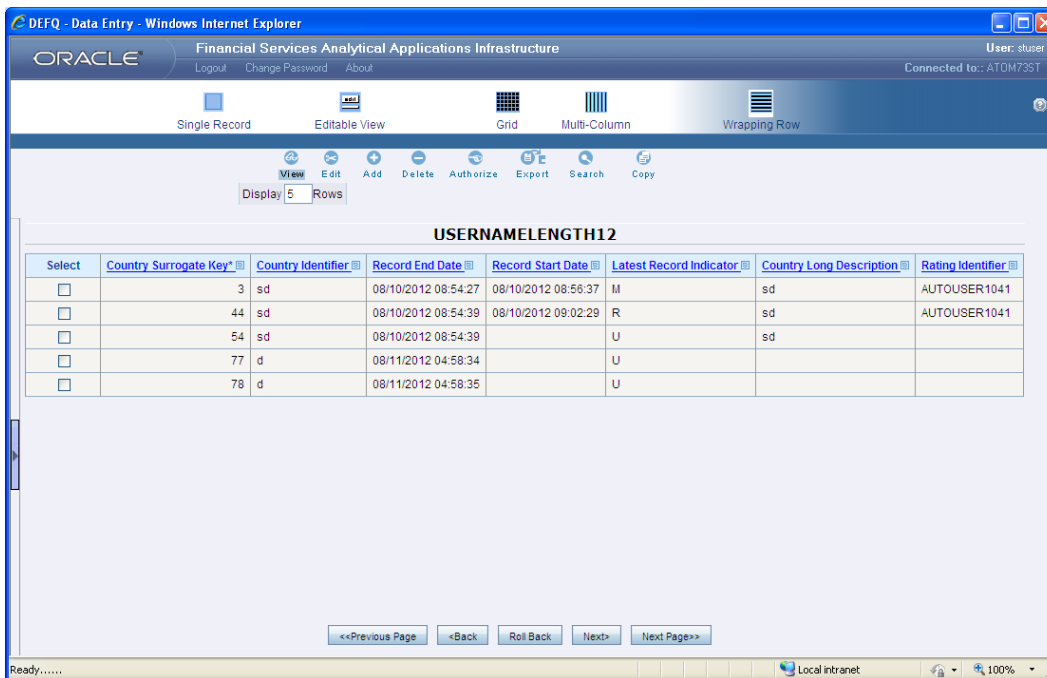 DEFQ - Data Entry - Windows Internet Explorer
ORACLE
Financial Services Analytical Applications Infrastructure
User: stuser
Logout Change Password About
Connected to:: ATOM73ST
Single Record Editable View Grid Multi-Column Wrapping Row
View Edit Add Delete Authorize Export Search Copy
Display 5 Rows
USERNAMELENGTH12
Select Country Surrogate Key* Country Identifier Record End Date Record Start Date Latest Record Indicator Country Long Description Rating Identifier
3 sd 08/10/2012 08:54:27 08/10/2012 08:56:37 M sd AUTOUSER1041
44 sd 08/10/2012 08:54:39 08/10/2012 09:02:29 R sd AUTOUSER1041
54 sd 08/10/2012 08:54:39 U sd
77 d 08/11/2012 04:58:34 U
78 d 08/11/2012 04:58:35 U
<<Previous Page <Back Roll Back Next> Next Page>>
Ready...... Local intranet 100%